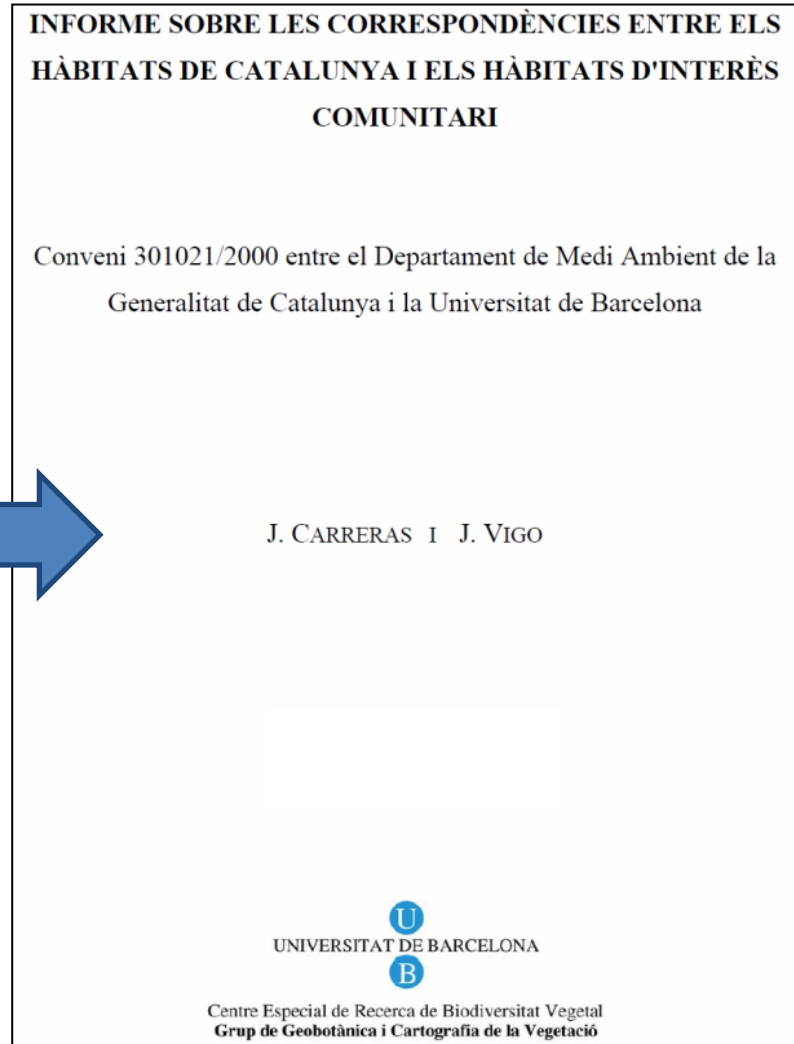 INFORME SOBRE LES CORRESPONDÈNCIES ENTRE ELS
HÀBITATS DE CATALUNYA I ELS HÀBITATS D'INTERÈS
COMUNITARI
Conveni 301021/2000 entre el Departament de Medi Ambient de la
Generalitat de Catalunya i la Universitat de Barcelona
J. CARRERAS I J. VIGO
U
UNIVERSITAT DE BARCELONA
B
Centre Especial de Recerca de Biodiversitat Vegetal
Grup de Geobotànica i Cartografia de la Vegetació